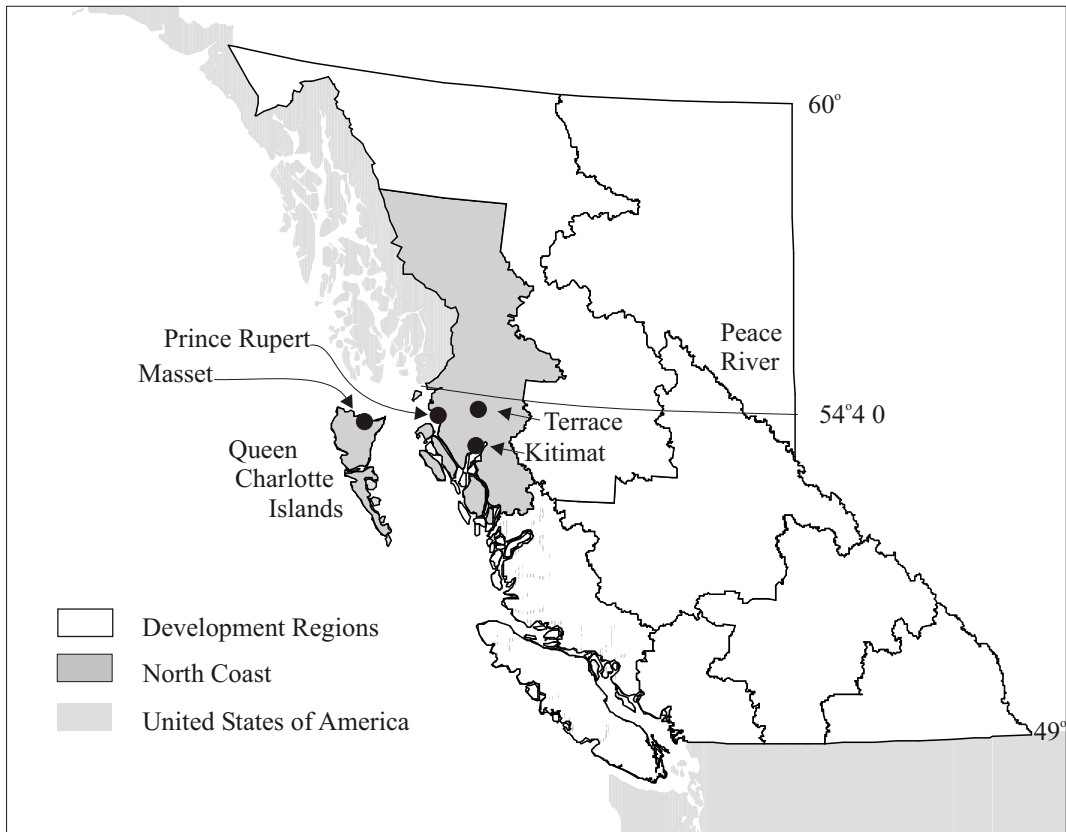 60°
Prince Rupert
Masset
Peace
River
54°4 0
Terrace
Kitimat
Queen
Charlotte
Islands
Development Regions
North Coast
United States of America
49°